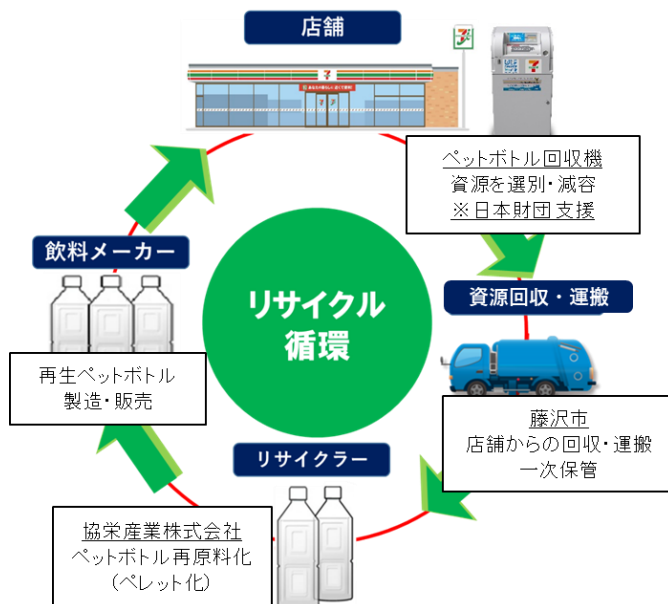 店舗
7
ペットボトル回収機
資源を選別・減容
※日本財団支援
資源回収・運搬
藤沢市
店舗からの回収・運搬
一次保管
リサイクラー
協栄産業株式会社
ペットボトル再原料化
(ペレット化)
飲料メーカー
再生ペットボトル
製造・販売
リサイクル
循環